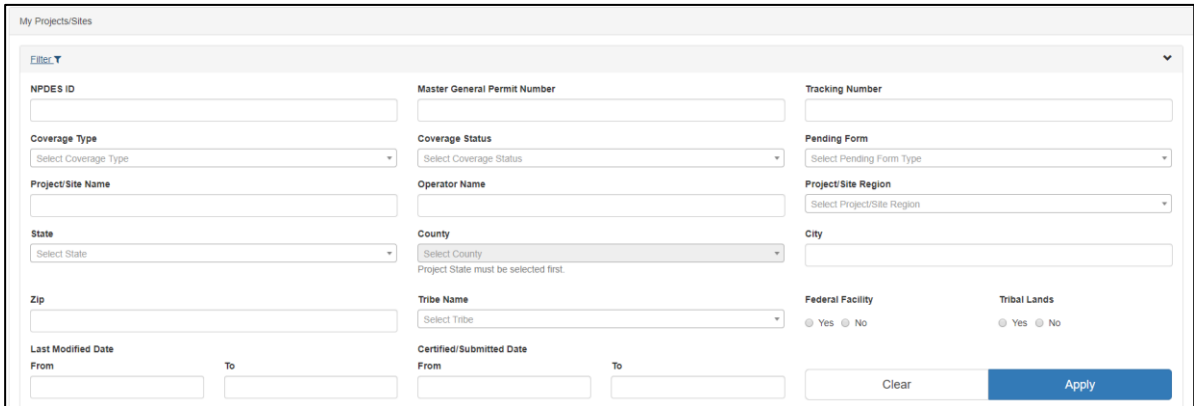 My Projects/Sites
Filter
NPDES ID Master General Permit Number Tracking Number
Coverage Type Coverage Status Pending Form
Select Coverage Type Select Coverage Status Select Pending Form Type
Project/Site Name Operator Name Project/Site Region
Select Project/Site Region
State County City
Select State Select County
Project State must be selected first.
Zip Tribe Name Federal Facility Tribal Lands
Select Tribe Yes No Yes No
Last Modified Date Certified/Submitted Date
From To From To
Clear Apply